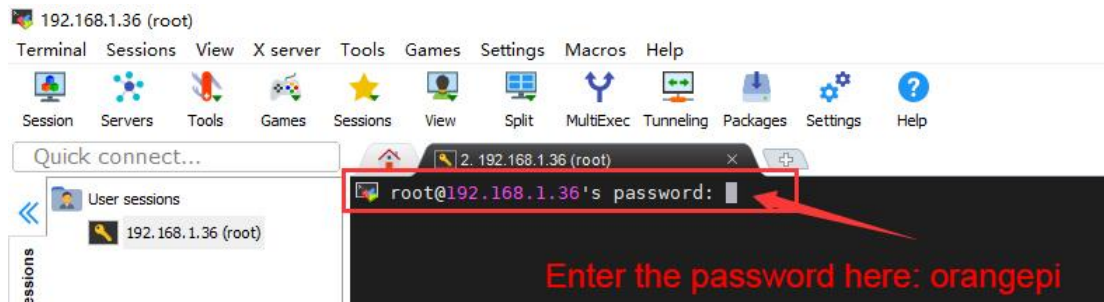 192.168.1.36 (root)
Terminal Sessions View X server Tools Games Settings Macros Help
Session Servers Tools Games Sessions View Split MultiExec Tunneling Packages Settings Help
Quick connect...
2. 192.168.1.36 (root)
root@192.168.1.36's password:
User sessions
192.168.1.36 (root)
Enter the password here: orangepi